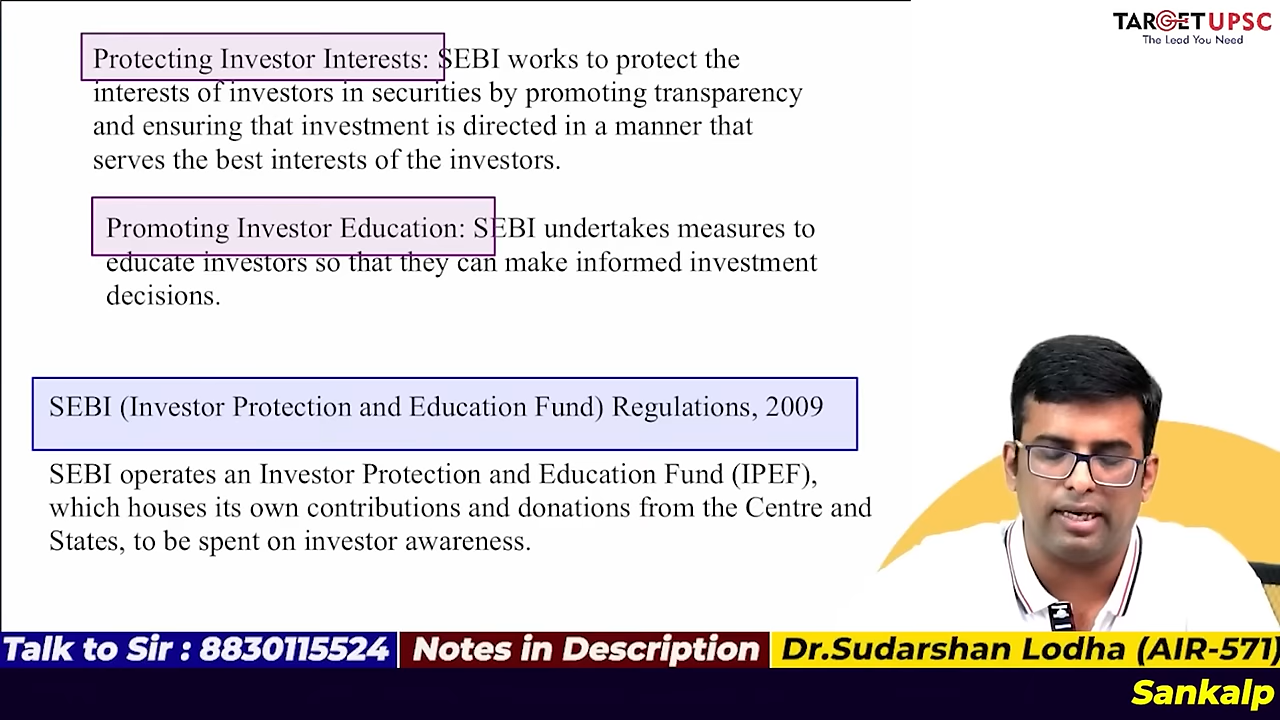 TARGET UPSC
The Lead You Need
Protecting Investor Interests: SEBI works to protect the
interests of investors in securities by promoting transparency
and ensuring that investment is directed in a manner that
serves the best interests of the investors.
Promoting Investor Education: SEBI undertakes measures to
educate investors so that they can make informed investment
decisions.
SEBI (Investor Protection and Education Fund) Regulations, 2009
SEBI operates an Investor Protection and Education Fund (IPEF),
which houses its own contributions and donations from the Centre and
States, to be spent on investor awareness.
Talk to Sir : 8830115524 Notes in Description Dr.Sudarshan Lodha (AIR-571)
Sankalp